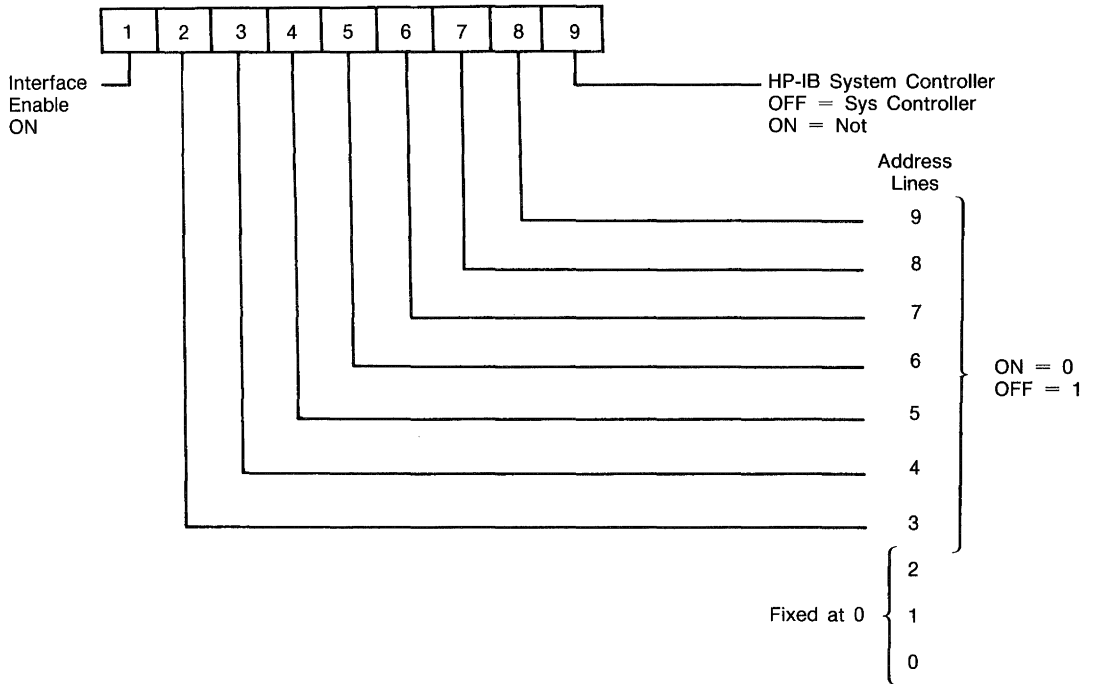 1 2 3 4 5 6 7 8 9
Interface
Enable
ON
HP-IB System Controller
OFF = Sys Controller
ON = Not
Address
Lines
9
8
7
6
5
4
3
ON = 0
OFF = 1
2
Fixed at 0
1
0